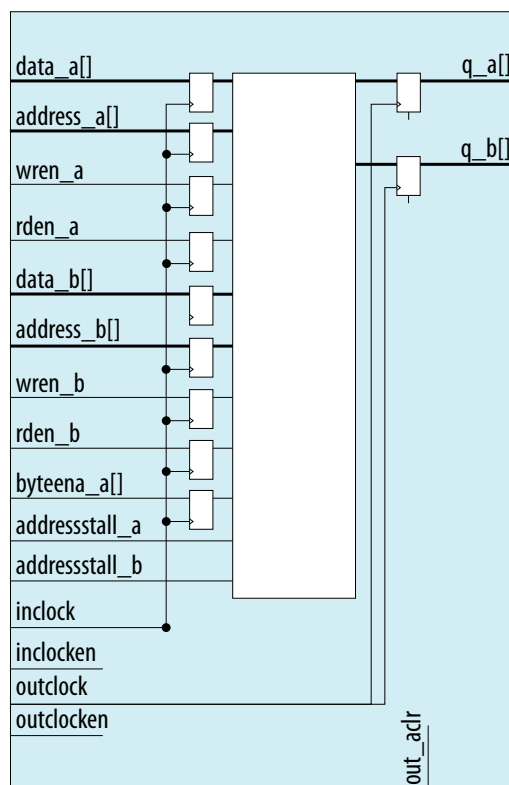 data_a[]
q_a[]
address_a[]
q_b[]
wren_a
rden_a
data_b[]
address_b[]
wren_b
rden_b
byteena_a[]
addressstall_a
addressstall_b
inclock
inclocken
outclock
outclocken
out_aclr